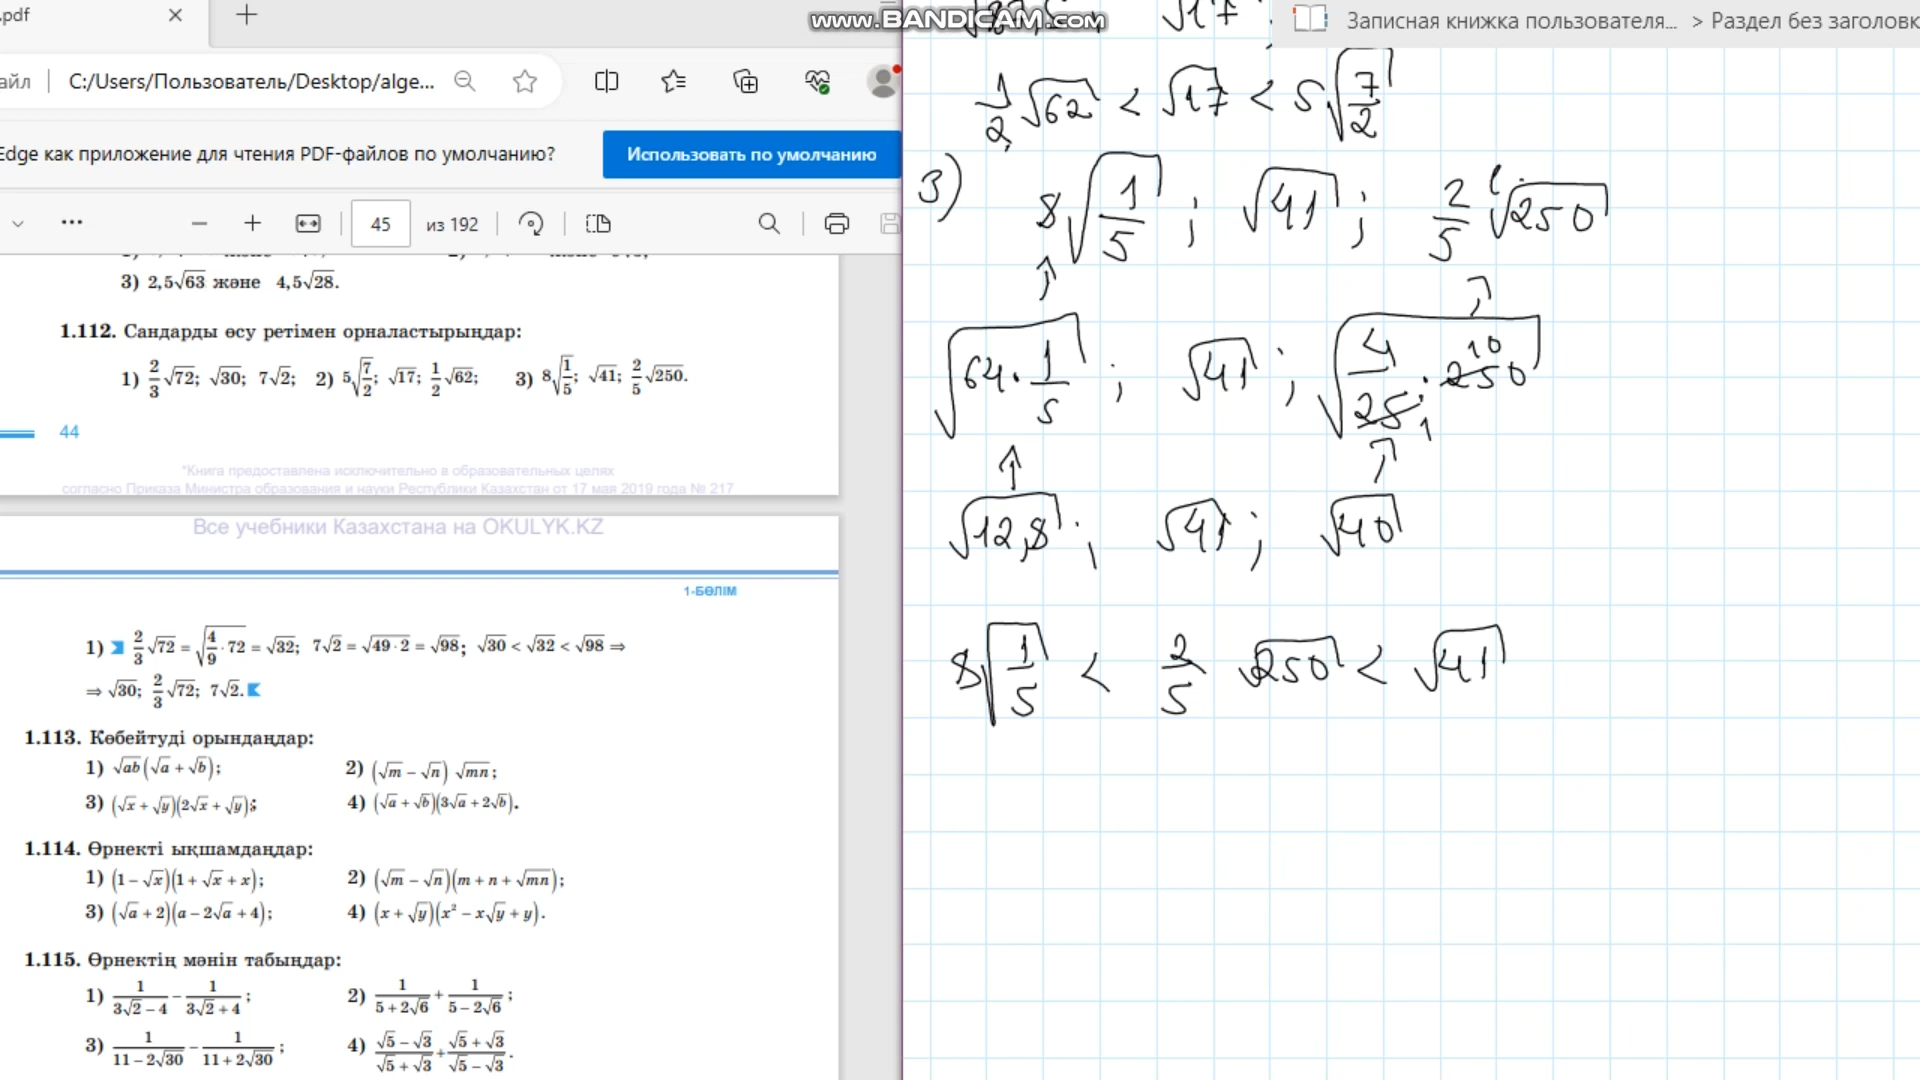 .pdf
www.BANDICAM.com
Записная книжка пользователя... > Раздел без заголовк
айл C:/Users/Пользователь/Desktop/alge...
Edge как приложение для чтения PDF-файлов по умолчанию?
Использовать по умолчанию
45 из 192
3) 2,5√63 және 4,5√28.
1.112. Сандарды өсу ретімен орналастырыңдар:
1) 2/3 √72; √30; 7√2; 2) 5√(7/2); √17; 1/2 √62; 3) 8√(1/5); √41; 2/5 √250.
44
*Книга предоставлена исключительно в образовательных целях
согласно Приказа Министра образования и науки Республики Казахстан от 17 мая 2019 года № 217
Все учебники Казахстана на OKULYK.KZ
1-БӨЛІМ
1) 2/3 √72 = √(4/9 · 72) = √32; 7√2 = √(49 · 2) = √98; √30 < √32 < √98 ⇒
⇒ √30; 2/3 √72; 7√2.
1.113. Көбейтуді орындаңдар:
1) √ab(√a + √b); 2) (√m − √n) √mn;
3) (√x + √y)(2√x + √y); 4) (√a + √b)(3√a + 2√b).
1.114. Өрнекті ықшамдаңдар:
1) (1 − √x)(1 + √x + x); 2) (√m − √n)(m + n + √mn);
3) (√a + 2)(a − 2√a + 4); 4) (x + √y)(x² − x√y + y).
1.115. Өрнектің мәнін табыңдар:
1) 1/(3√2 − 4) − 1/(3√2 + 4); 2) 1/(5 + 2√6) + 1/(5 − 2√6);
3) 1/(11 − 2√30) − 1/(11 + 2√30); 4) (√5 − √3)/(√5 + √3) + (√5 + √3)/(√5 − √3).
√17
1/2 √62 < √17 < 5√(7/2)
3) 8√(1/5); √41; 2/5 √250
√(64 · 1/5); √41; √(4/25 · 250) 10 1
√12,8; √41; √40
8√(1/5) < 2/5 √250 < √41